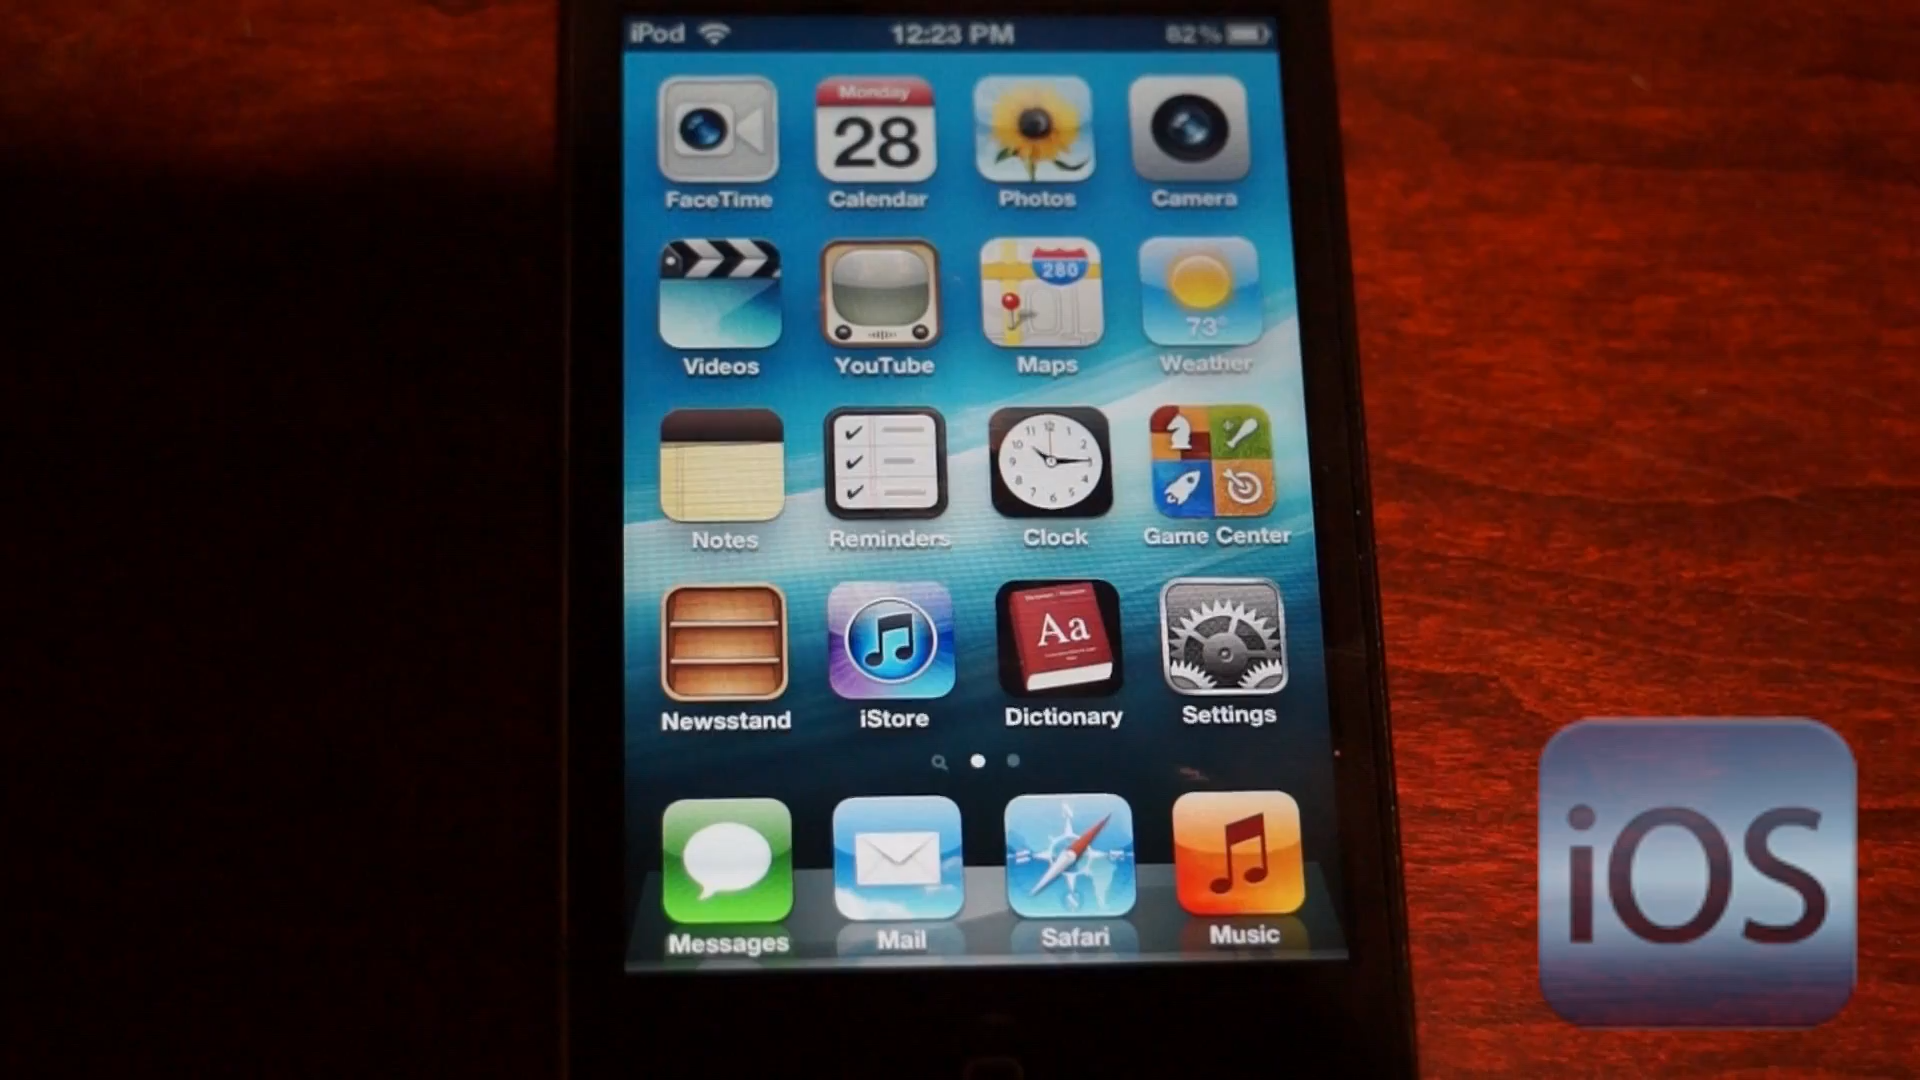 iPod 12:23 PM 82%
Monday
28
FaceTime Calendar Photos Camera
280
73°
Videos YouTube Maps Weather
Notes Reminders Clock Game Center
Aa
Newsstand iStore Dictionary Settings
Messages Mail Safari Music
iOS